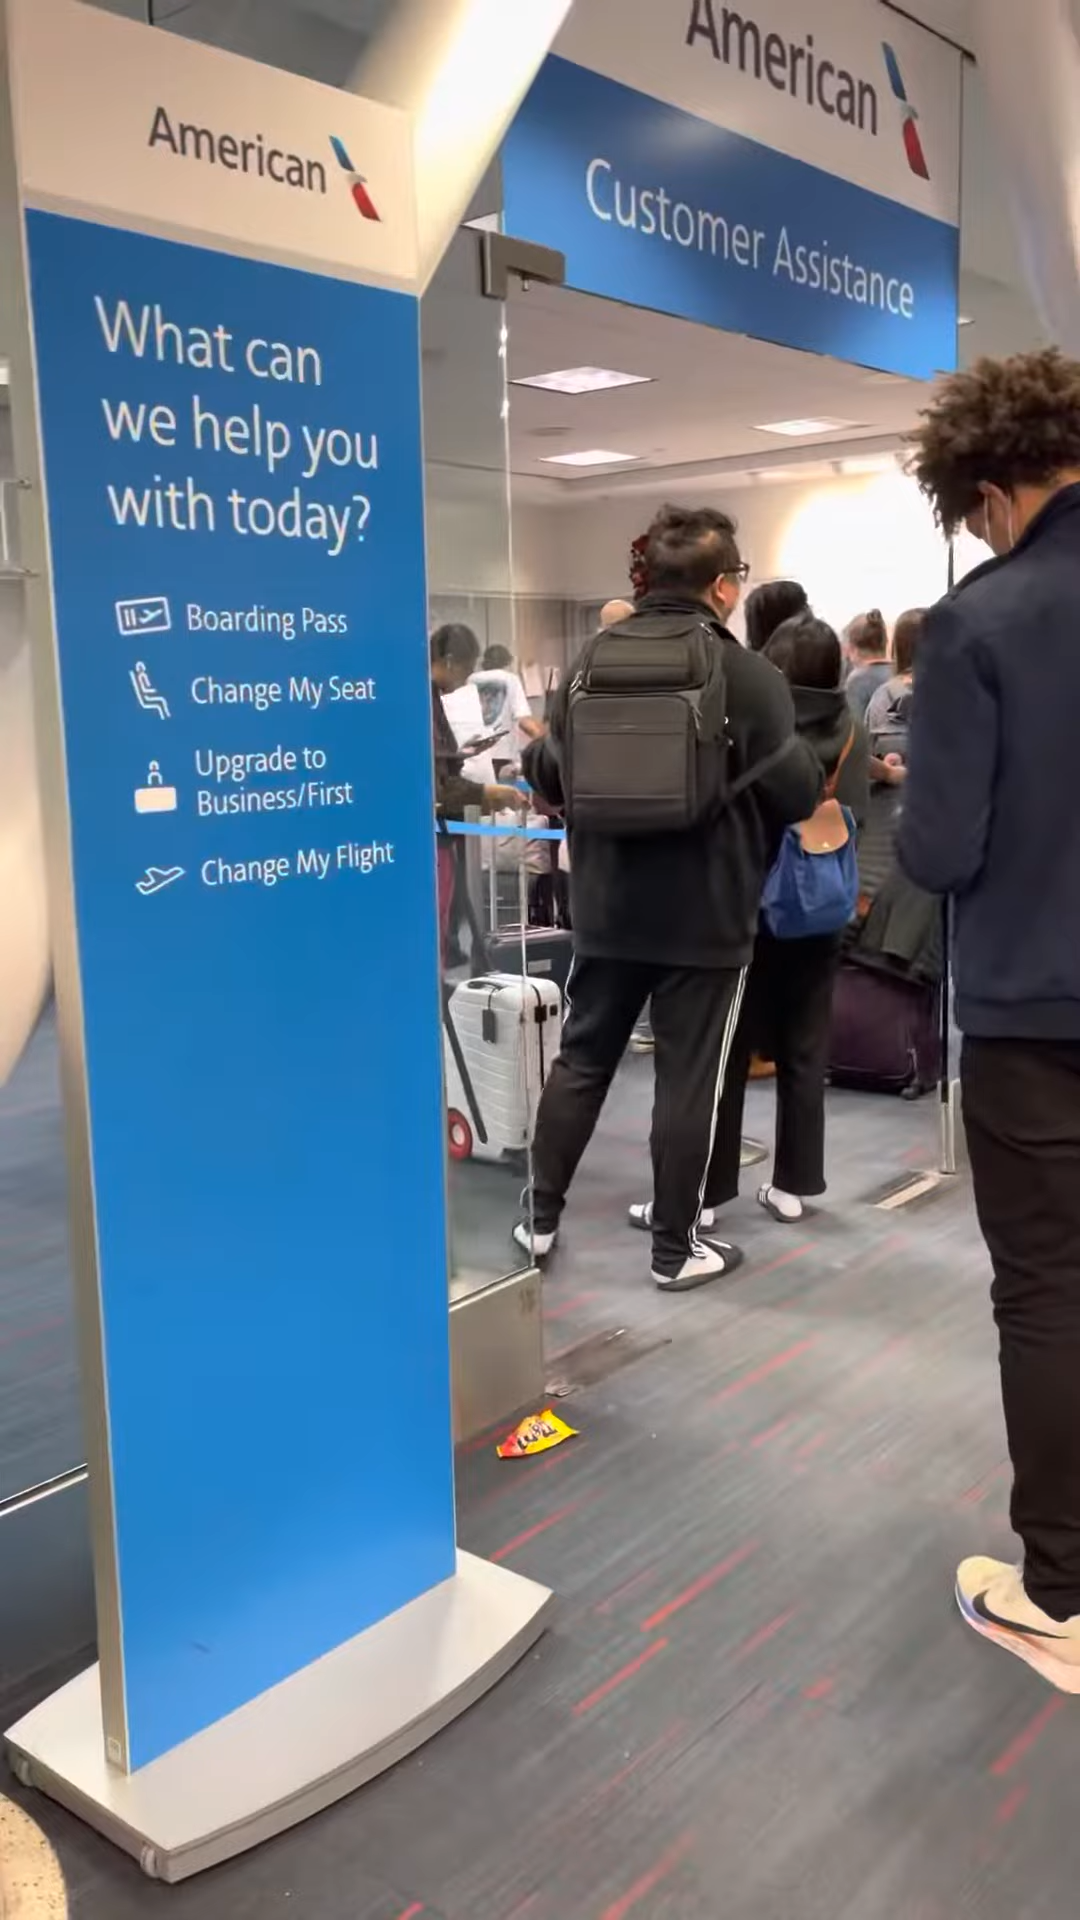 American
Customer Assistance
American
What can
we help you
with today?
Boarding Pass
Change My Seat
Upgrade to
Business/First
Change My Flight